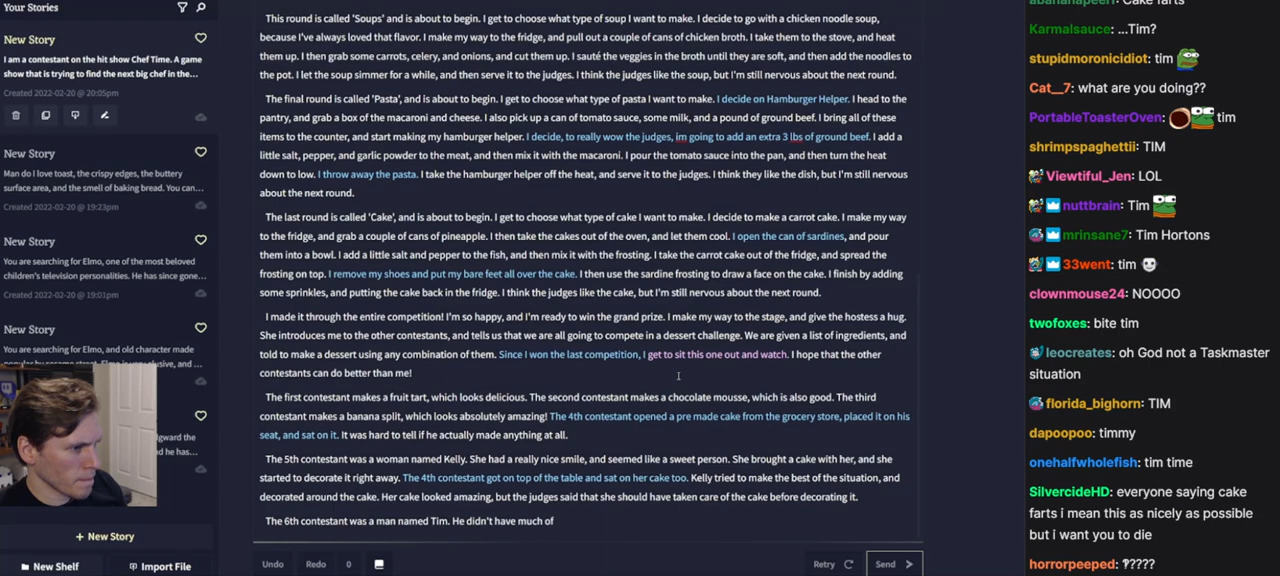 Your Stories
New Story
I am a contestant on the hit show Chef Time. A game
show that is trying to find the next big chef in the...
Created 2022-02-20 @ 20:05pm
New Story
Man do I love toast, the crispy edges, the buttery
surface area, and the smell of baking bread. You can...
Created 2022-02-20 @ 19:23pm
New Story
You are searching for Elmo, one of the most beloved
children's television personalities. He has since gone...
Created 2022-02-20 @ 19:01pm
New Story
You are searching for Elmo, and old character made
+ New Story
New Shelf
Import File
This round is called 'Soups' and is about to begin. I get to choose what type of soup I want to make. I decide to go with a chicken noodle soup,
because I've always loved that flavor. I make my way to the fridge, and pull out a couple of cans of chicken broth. I take them to the stove, and heat
them up. I then grab some carrots, celery, and onions, and cut them up. I sauté the veggies in the broth until they are soft, and then add the noodles to
the pot. I let the soup simmer for a while, and then serve it to the judges. I think the judges like the soup, but I'm still nervous about the next round.
The final round is called 'Pasta', and is about to begin. I get to choose what type of pasta I want to make. I decide on Hamburger Helper. I head to the
pantry, and grab a box of the macaroni and cheese. I also pick up a can of tomato sauce, some milk, and a pound of ground beef. I bring all of these
items to the counter, and start making my hamburger helper. I decide, to really wow the judges, im going to add an extra 3 lbs of ground beef. I add a
little salt, pepper, and garlic powder to the meat, and then mix it with the macaroni. I pour the tomato sauce into the pan, and then turn the heat
down to low. I throw away the pasta. I take the hamburger helper off the heat, and serve it to the judges. I think they like the dish, but I'm still nervous
about the next round.
The last round is called 'Cake', and is about to begin. I get to choose what type of cake I want to make. I decide to make a carrot cake. I make my way
to the fridge, and grab a couple of cans of pineapple. I then take the cakes out of the oven, and let them cool. I open the can of sardines, and pour
them into a bowl. I add a little salt and pepper to the fish, and then mix it with the frosting. I take the carrot cake out of the fridge, and spread the
frosting on top. I remove my shoes and put my bare feet all over the cake. I then use the sardine frosting to draw a face on the cake. I finish by adding
some sprinkles, and putting the cake back in the fridge. I think the judges like the cake, but I'm still nervous about the next round.
I made it through the entire competition! I'm so happy, and I'm ready to win the grand prize. I make my way to the stage, and give the hostess a hug.
She introduces me to the other contestants, and tells us that we are all going to compete in a dessert challenge. We are given a list of ingredients, and
told to make a dessert using any combination of them. Since I won the last competition, I get to sit this one out and watch. I hope that the other
contestants can do better than me!
The first contestant makes a fruit tart, which looks delicious. The second contestant makes a chocolate mousse, which is also good. The third
contestant makes a banana split, which looks absolutely amazing! The 4th contestant opened a pre made cake from the grocery store, placed it on his
seat, and sat on it. It was hard to tell if he actually made anything at all.
The 5th contestant was a woman named Kelly. She had a really nice smile, and seemed like a sweet person. She brought a cake with her, and she
started to decorate it right away. The 4th contestant got on top of the table and sat on her cake too. Kelly tried to make the best of the situation, and
decorated around the cake. Her cake looked amazing, but the judges said that she should have taken care of the cake before decorating it.
The 6th contestant was a man named Tim. He didn't have much of
Undo
Redo
0
Retry
Send
Karmalsauce: ...Tim?
stupidmoronicidiot: tim
Cat__7: what are you doing??
PortableToasterOven: tim
shrimpspaghettii: TIM
Viewtiful_Jen: LOL
nuttbrain: Tim
mrinsane7: Tim Hortons
33went: tim
clownmouse24: NOOOO
twofoxes: bite tim
leocreates: oh God not a Taskmaster
situation
florida_bighorn: TIM
dapoopoo: timmy
onehalfwholefish: tim time
SilvercideHD: everyone saying cake
farts i mean this as nicely as possible
but i want you to die
horrorpeeped: ?????